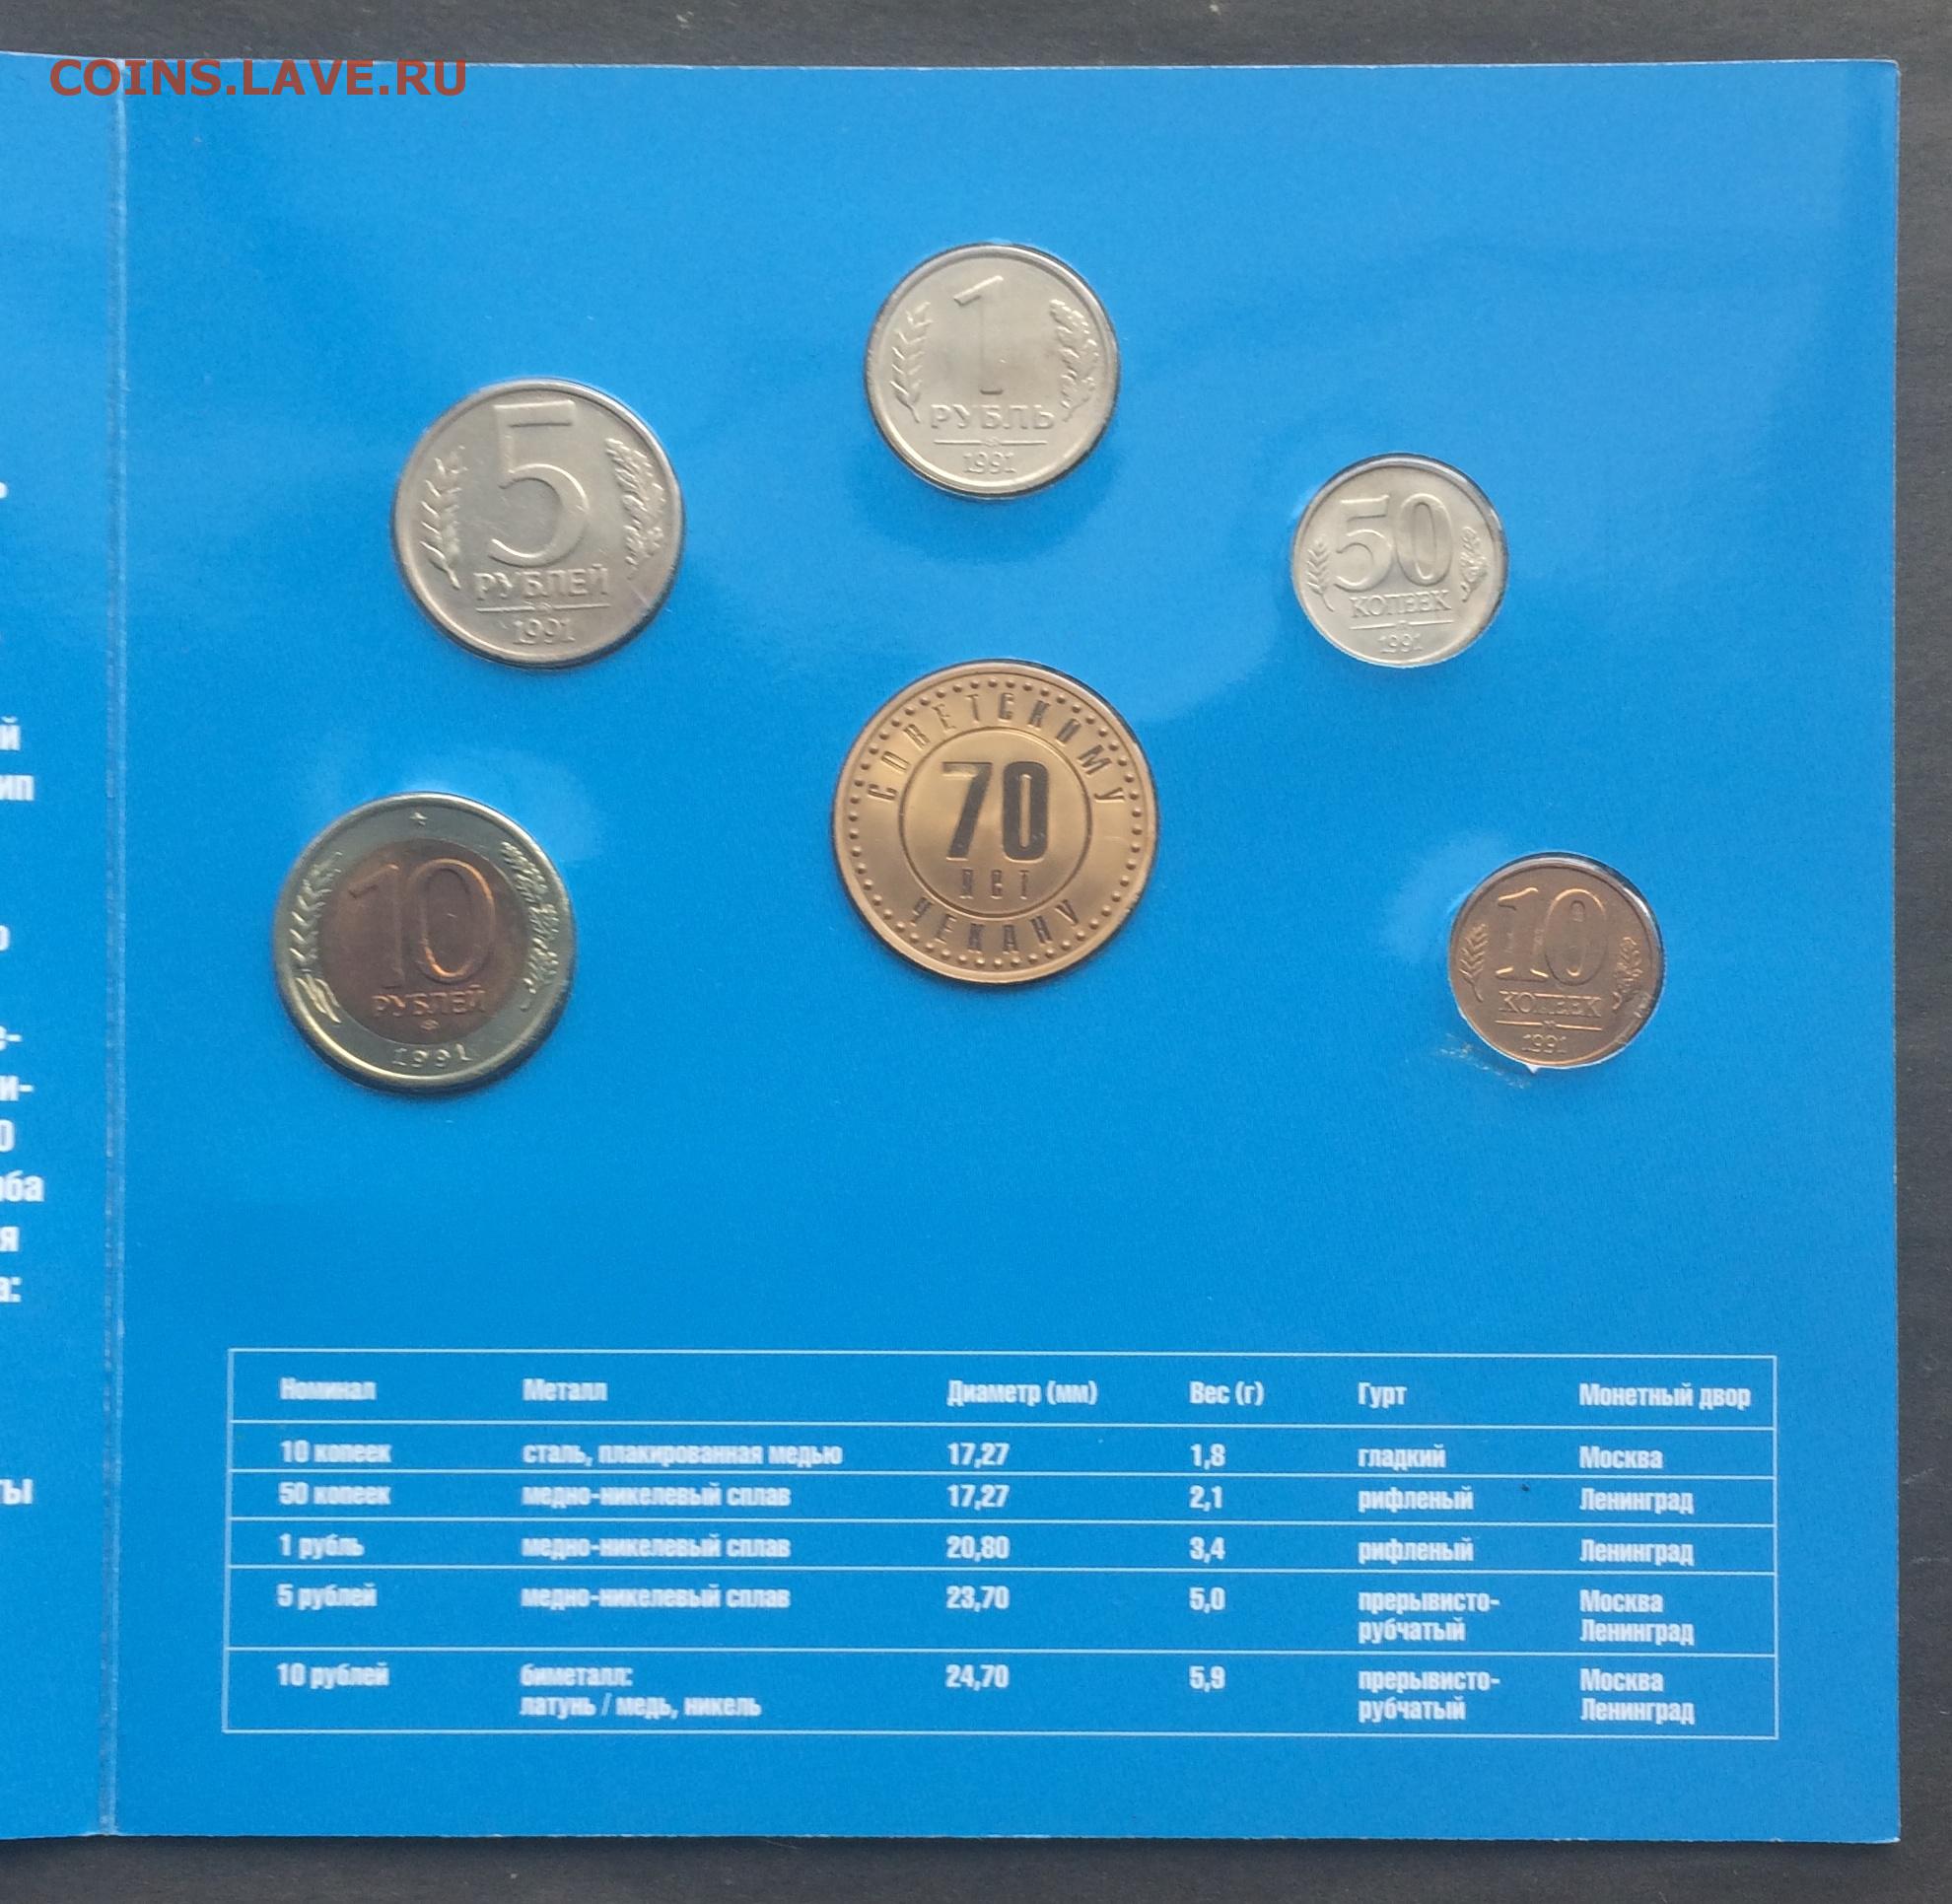 COINS.LAVE.RU
1
РУБЛЬ
1991
5
РУБЛЕЙ
1991
50
КОПЕЕК
1991
СОВЕТСКОМУ
70
ЛЕТ
ЧЕКАНУ
10
РУБЛЕЙ
1991
10
КОПЕЕК
1991
й
ип
е-
и-
0
рба
я
а:
ты
Номинал Металл Диаметр (мм) Вес (г) Гурт Монетный двор
10 копеек сталь, плакированная медью 17,27 1,8 гладкий Москва
50 копеек медно-никелевый сплав 17,27 2,1 рифленый Ленинград
1 рубль медно-никелевый сплав 20,80 3,4 рифленый Ленинград
5 рублей медно-никелевый сплав 23,70 5,0 прерывисто- Москва
рубчатый Ленинград
10 рублей биметалл: 24,70 5,9 прерывисто- Москва
латунь / медь, никель рубчатый Ленинград